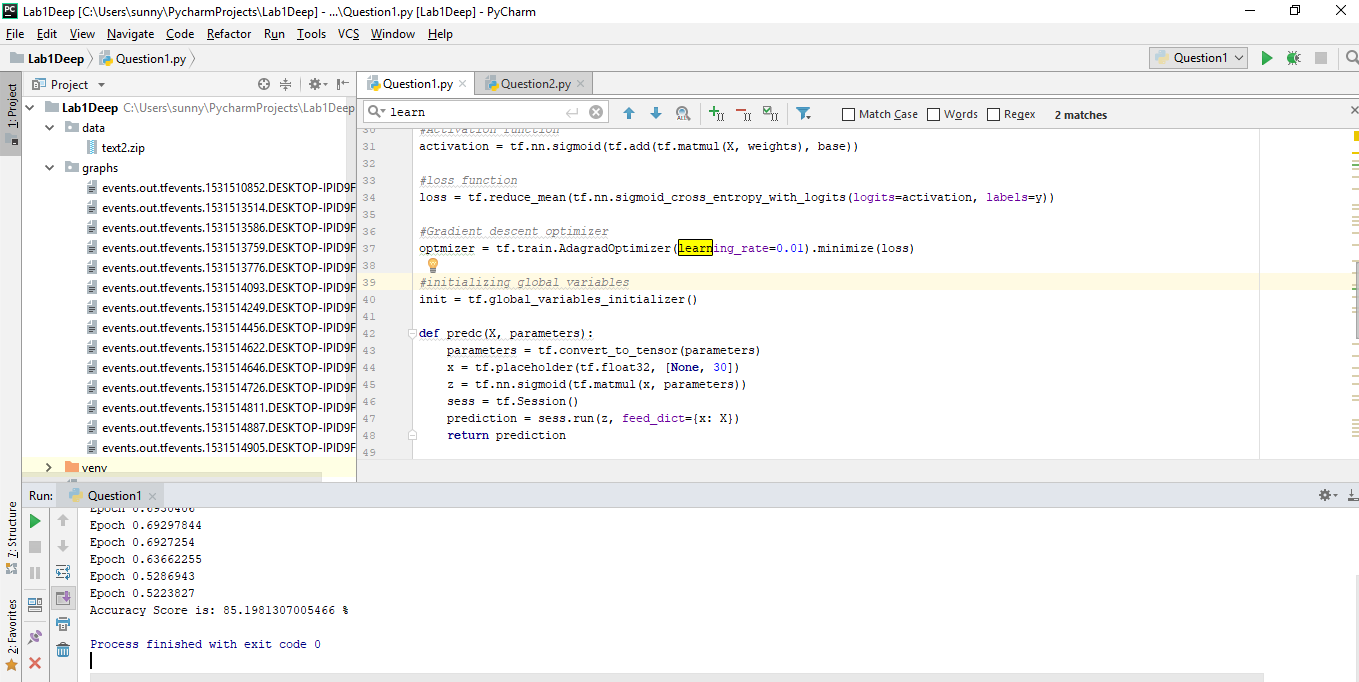 Lab1Deep [C:\Users\sunny\PycharmProjects\Lab1Deep] - ...\Question1.py [Lab1Deep] - PyCharm
File Edit View Navigate Code Refactor Run Tools VCS Window Help
Lab1Deep Question1.py
Question1
1: Project
Project
Question1.py Question2.py
Lab1Deep C:\Users\sunny\PycharmProjects\Lab1Deep
data
text2.zip
graphs
events.out.tfevents.1531510852.DESKTOP-IPID9F
events.out.tfevents.1531513514.DESKTOP-IPID9F
events.out.tfevents.1531513586.DESKTOP-IPID9F
events.out.tfevents.1531513759.DESKTOP-IPID9F
events.out.tfevents.1531513776.DESKTOP-IPID9F
events.out.tfevents.1531514093.DESKTOP-IPID9F
events.out.tfevents.1531514249.DESKTOP-IPID9F
events.out.tfevents.1531514456.DESKTOP-IPID9F
events.out.tfevents.1531514622.DESKTOP-IPID9F
events.out.tfevents.1531514646.DESKTOP-IPID9F
events.out.tfevents.1531514726.DESKTOP-IPID9F
events.out.tfevents.1531514811.DESKTOP-IPID9F
events.out.tfevents.1531514887.DESKTOP-IPID9F
events.out.tfevents.1531514905.DESKTOP-IPID9F
venv
learn Match Case Words Regex 2 matches
30 #Activation function
31 activation = tf.nn.sigmoid(tf.add(tf.matmul(X, weights), base))
32
33 #loss function
34 loss = tf.reduce_mean(tf.nn.sigmoid_cross_entropy_with_logits(logits=activation, labels=y))
35
36 #Gradient descent optimizer
37 optmizer = tf.train.AdagradOptimizer(learning_rate=0.01).minimize(loss)
38
39 #initializing global variables
40 init = tf.global_variables_initializer()
41
42 def predc(X, parameters):
43 parameters = tf.convert_to_tensor(parameters)
44 x = tf.placeholder(tf.float32, [None, 30])
45 z = tf.nn.sigmoid(tf.matmul(x, parameters))
46 sess = tf.Session()
47 prediction = sess.run(z, feed_dict={x: X})
48 return prediction
49
Run: Question1
7: Structure
2: Favorites
Epoch 0.6930406
Epoch 0.69297844
Epoch 0.6927254
Epoch 0.63662255
Epoch 0.5286943
Epoch 0.5223827
Accuracy Score is: 85.1981307005466 %
Process finished with exit code 0